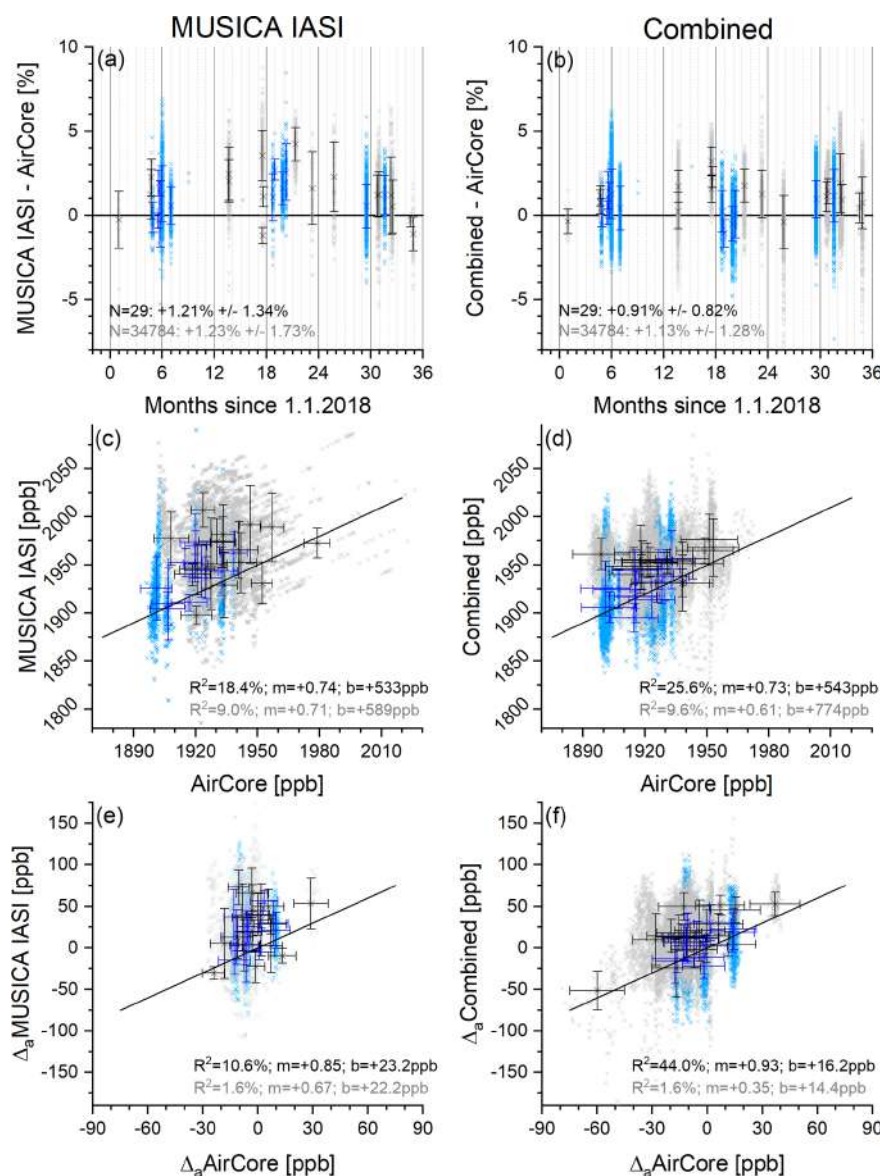 MUSICA IASI
Combined
(a)
MUSICA IASI - AirCore [%]
10
5
0
-5
N=29: +1.21% +/- 1.34%
N=34784: +1.23% +/- 1.73%
0 6 12 18 24 30 36
Months since 1.1.2018
(b)
Combined - AirCore [%]
10
5
0
-5
N=29: +0.91% +/- 0.82%
N=34784: +1.13% +/- 1.28%
0 6 12 18 24 30 36
Months since 1.1.2018
(c)
MUSICA IASI [ppb]
2050
2000
1950
1900
1850
1800
R²=18.4%; m=+0.74; b=+533ppb
R²=9.0%; m=+0.71; b=+589ppb
1890 1920 1950 1980 2010
AirCore [ppb]
(d)
Combined [ppb]
2050
2000
1950
1900
1850
1800
R²=25.6%; m=+0.73; b=+543ppb
R²=9.6%; m=+0.61; b=+774ppb
1890 1920 1950 1980 2010
AirCore [ppb]
(e)
ΔₐMUSICA IASI [ppb]
150
100
50
0
-50
-100
-150
R²=10.6%; m=+0.85; b=+23.2ppb
R²=1.6%; m=+0.67; b=+22.2ppb
-90 -60 -30 0 30 60 90
ΔₐAirCore [ppb]
(f)
ΔₐCombined [ppb]
150
100
50
0
-50
-100
-150
R²=44.0%; m=+0.93; b=+16.2ppb
R²=1.6%; m=+0.35; b=+14.4ppb
-90 -60 -30 0 30 60 90
ΔₐAirCore [ppb]